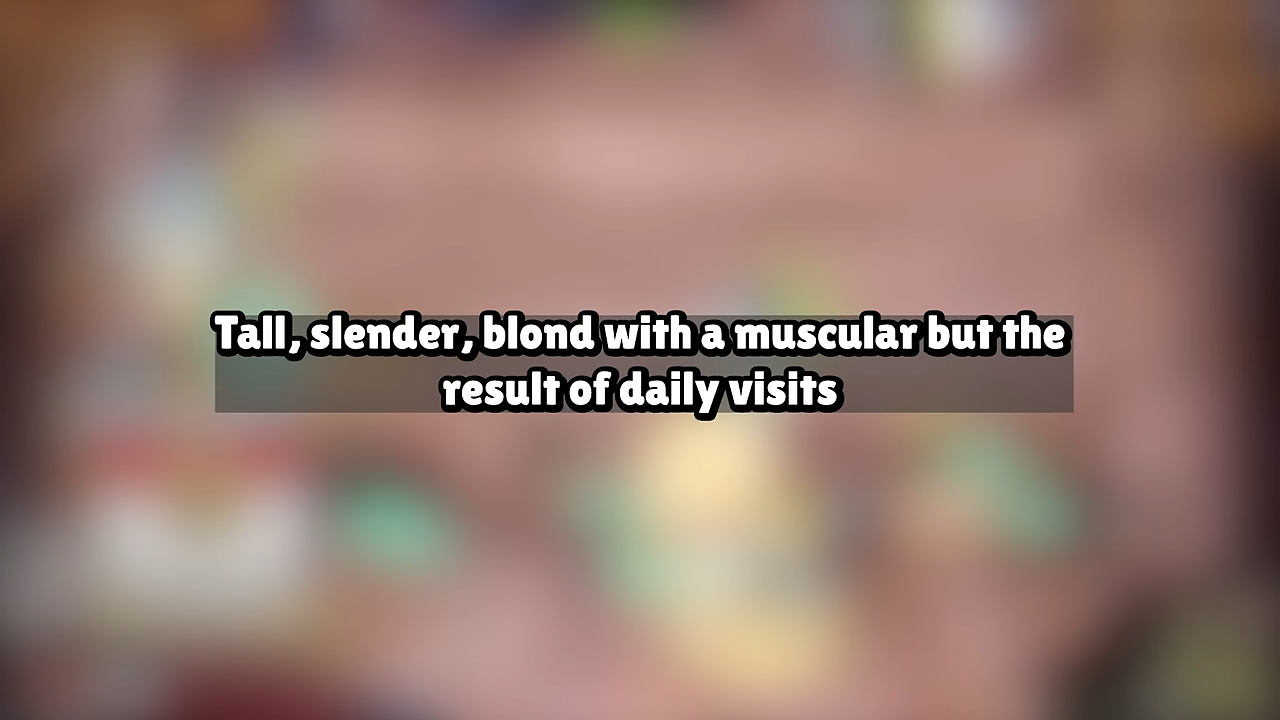 Tall, slender, blond with a muscular but the
result of daily visits